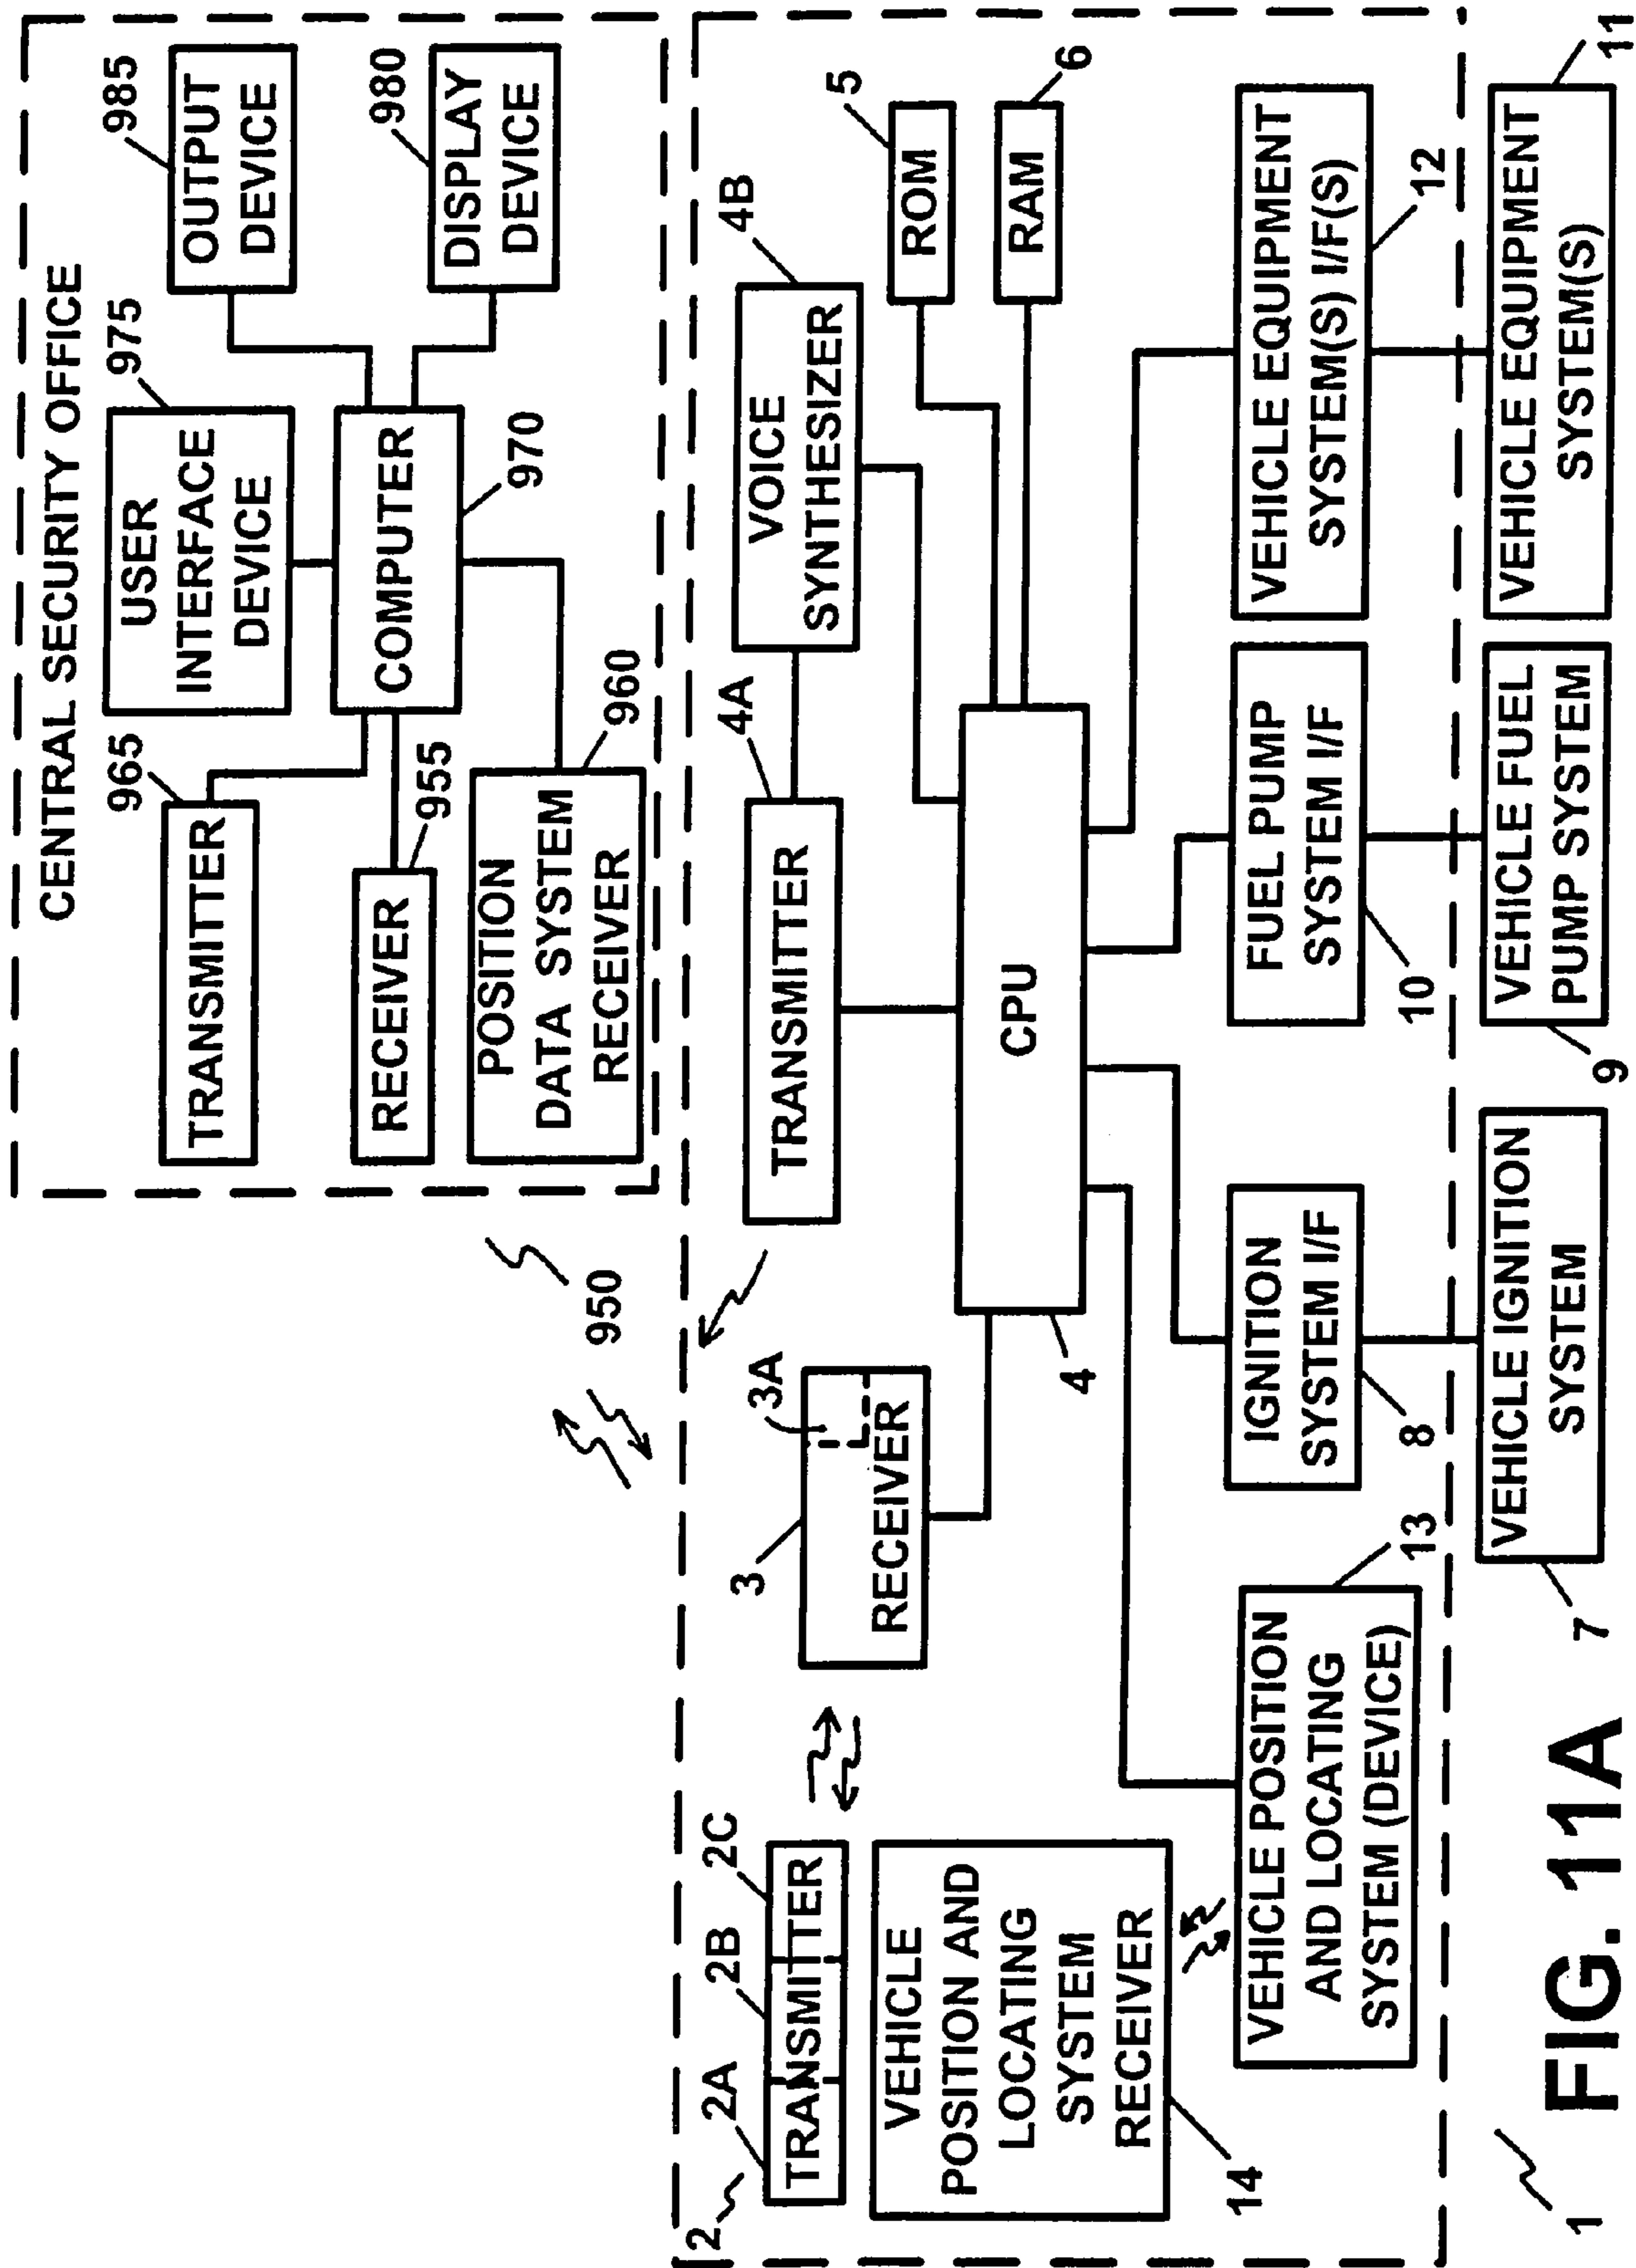 CENTRAL SECURITY OFFICE
965
TRANSMITTER
975
USER
INTERFACE
DEVICE
985
OUTPUT
DEVICE
955
RECEIVER
COMPUTER
970
980
DISPLAY
DEVICE
POSITION
DATA SYSTEM
RECEIVER
960
950
2
2A
2B
2C
TRANSMITTER
3
3A
RECEIVER
4A
TRANSMITTER
4B
VOICE
SYNTHESIZER
5
ROM
6
RAM
VEHICLE
POSITION AND
LOCATING
SYSTEM
RECEIVER
14
CPU
4
VEHICLE POSITION
AND LOCATING
SYSTEM (DEVICE)
13
IGNITION
SYSTEM I/F
8
FUEL PUMP
SYSTEM I/F
10
VEHICLE EQUIPMENT
SYSTEM(S) I/F(S)
12
VEHICLE IGNITION
SYSTEM
7
VEHICLE FUEL
PUMP SYSTEM
9
VEHICLE EQUIPMENT
SYSTEM(S)
11
1
FIG. 11A